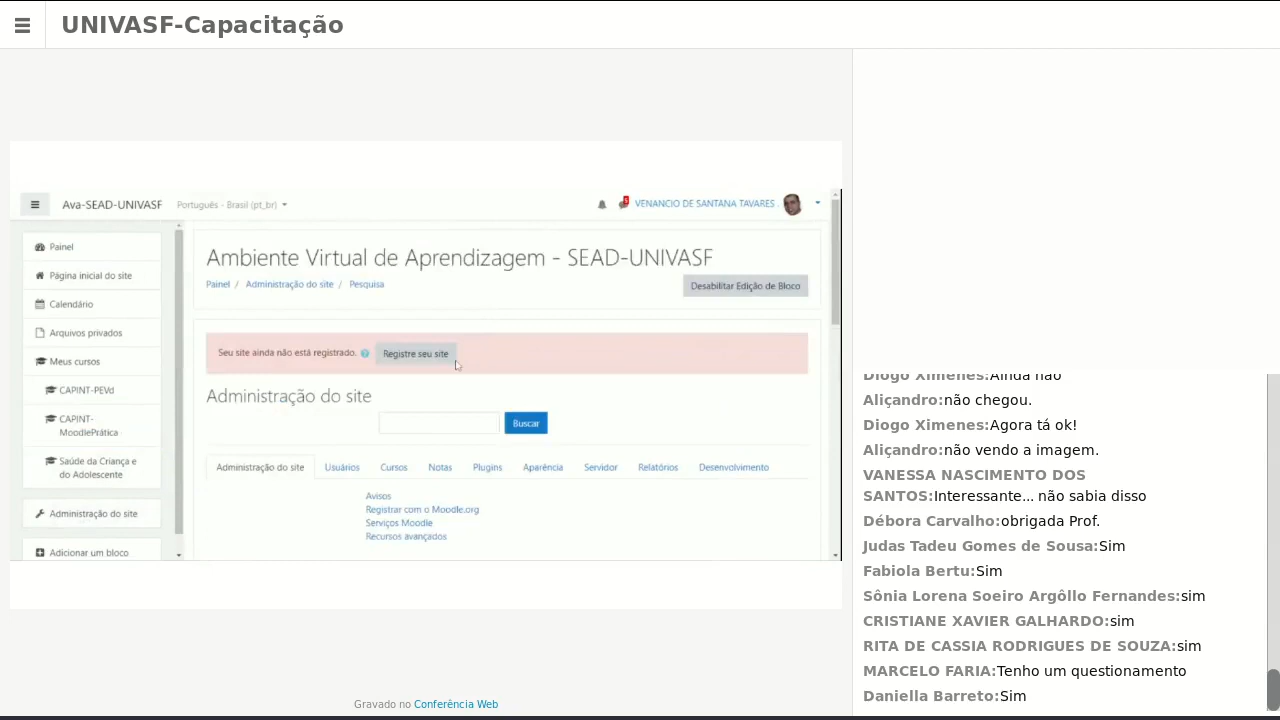 UNIVASF-Capacitação
Ava-SEAD-UNIVASF
Português - Brasil (pt_br)
VENANCIO DE SANTANA TAVARES
Painel
Página inicial do site
Calendário
Arquivos privados
Meus cursos
CAPINT-PEVd
CAPINT-
MoodlePrática
Saúde da Criança e
do Adolescente
Administração do site
Adicionar um bloco
Ambiente Virtual de Aprendizagem - SEAD-UNIVASF
Painel / Administração do site / Pesquisa
Desabilitar Edição de Bloco
Seu site ainda não está registrado.
Registre seu site
Administração do site
Buscar
Administração do site Usuários Cursos Notas Plugins Aparência Servidor Relatórios Desenvolvimento
Avisos
Registrar com o Moodle.org
Serviços Moodle
Recursos avançados
Gravado no Conferência Web
Diogo Ximenes:Ainda não
Aliçandro:não chegou.
Diogo Ximenes:Agora tá ok!
Aliçandro:não vendo a imagem.
VANESSA NASCIMENTO DOS
SANTOS:Interessante... não sabia disso
Débora Carvalho:obrigada Prof.
Judas Tadeu Gomes de Sousa:Sim
Fabiola Bertu:Sim
Sônia Lorena Soeiro Argôllo Fernandes:sim
CRISTIANE XAVIER GALHARDO:sim
RITA DE CASSIA RODRIGUES DE SOUZA:sim
MARCELO FARIA:Tenho um questionamento
Daniella Barreto:Sim